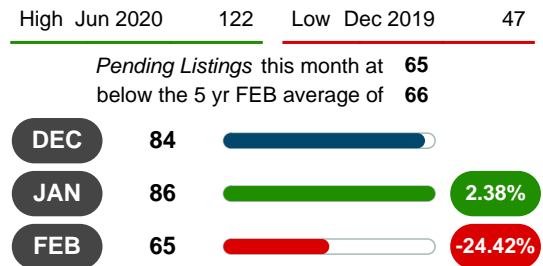 High Jun 2020 122 Low Dec 2019 47
Pending Listings this month at 65
below the 5 yr FEB average of 66
DEC 84
JAN 86 2.38%
FEB 65 -24.42%